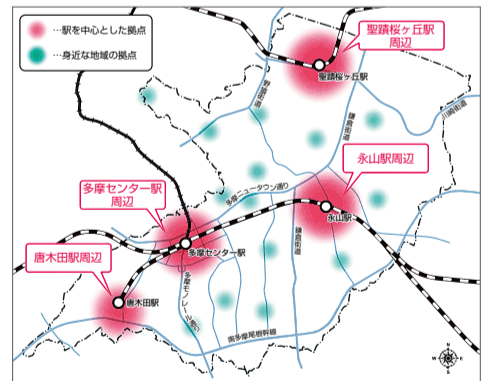 …駅を中心とした拠点
…身近な地域の拠点
聖蹟桜ヶ丘駅
周辺
聖蹟桜ヶ丘駅
野猿街道
鎌倉街道
川崎街道
永山駅周辺
多摩センター駅
周辺
多摩ニュータウン通り
永山駅
多摩センター駅
鎌倉街道
唐木田駅周辺
唐木田駅
多摩モノレール通り
南多摩尾根幹線